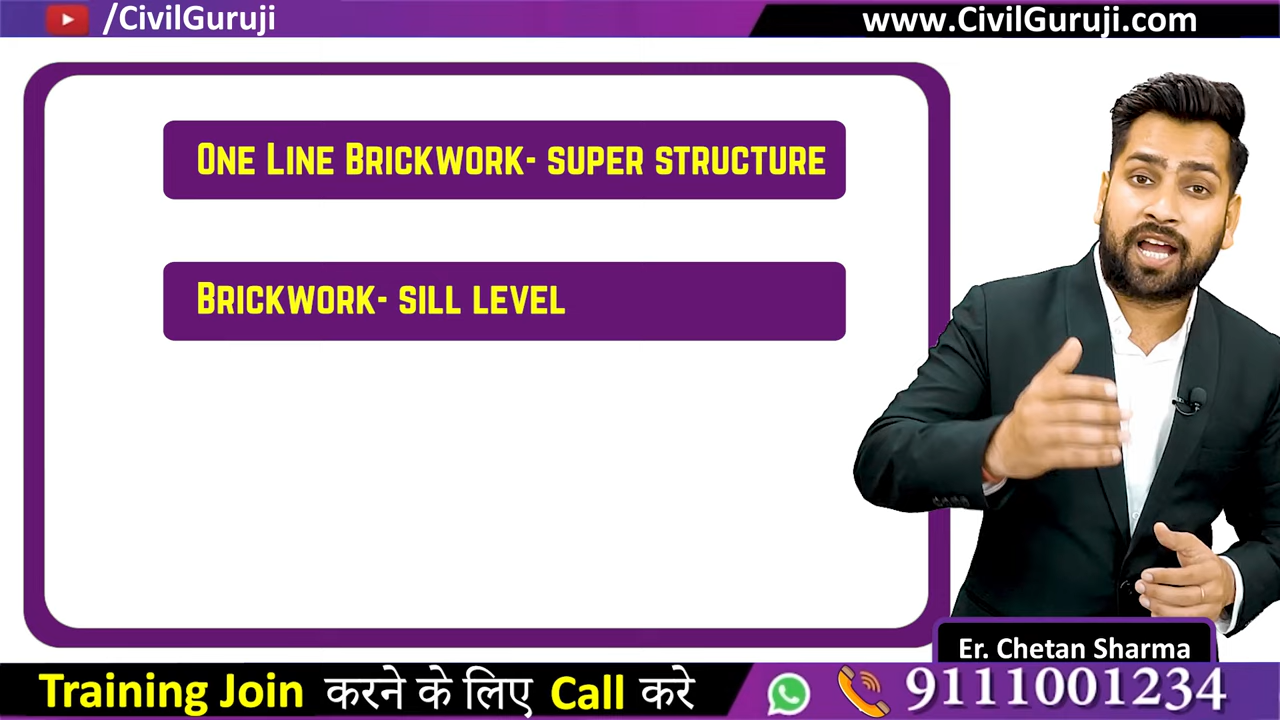 /CivilGuruji
www.CivilGuruji.com
One Line Brickwork- super structure
Brickwork- sill level
Er. Chetan Sharma
Training Join करने के लिए Call करे
9111001234